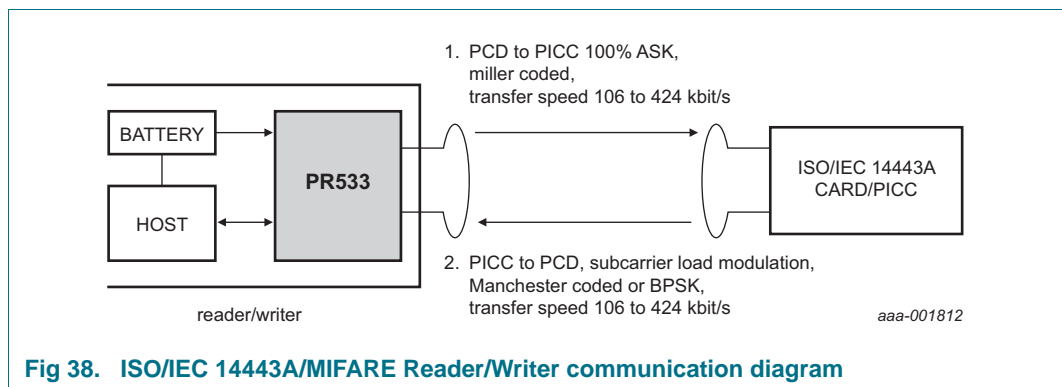 1. PCD to PICC 100% ASK,
miller coded,
transfer speed 106 to 424 kbit/s
BATTERY
HOST
PR533
ISO/IEC 14443A
CARD/PICC
2. PICC to PCD, subcarrier load modulation,
Manchester coded or BPSK,
transfer speed 106 to 424 kbit/s
reader/writer
aaa-001812
Fig 38. ISO/IEC 14443A/MIFARE Reader/Writer communication diagram